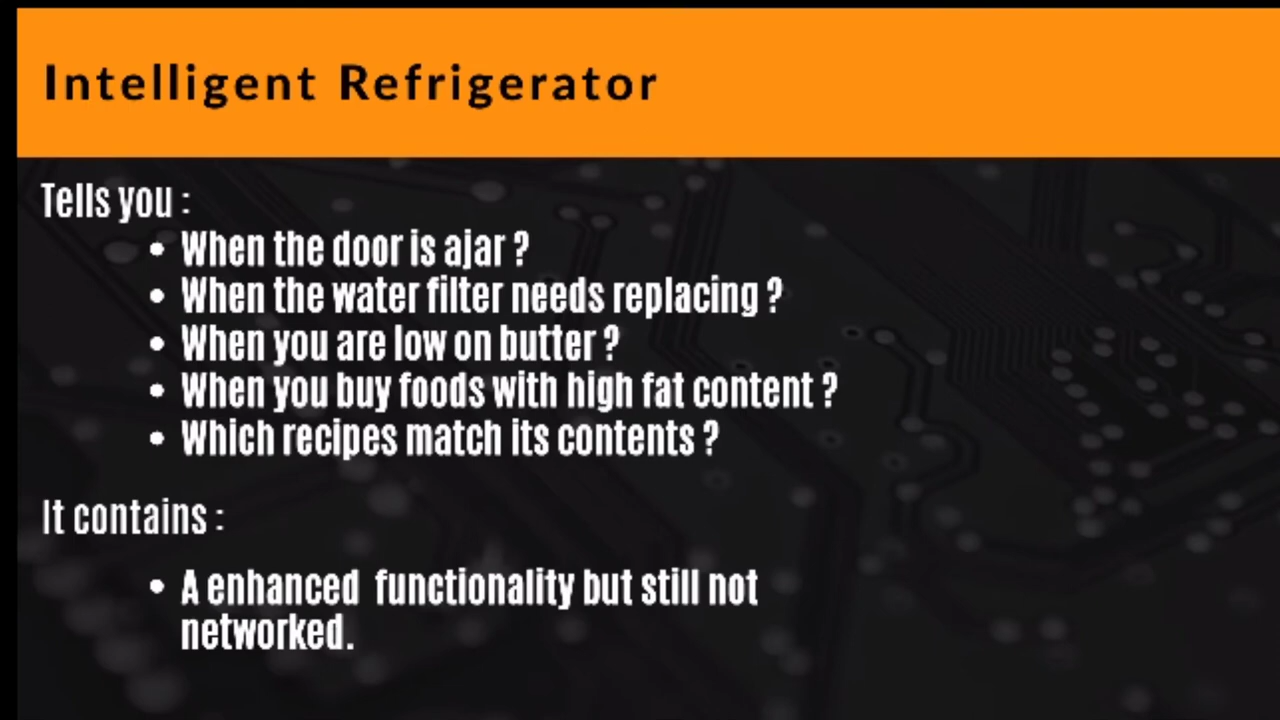 Intelligent Refrigerator
Tells you :
• When the door is ajar ?
• When the water filter needs replacing ?
• When you are low on butter ?
• When you buy foods with high fat content ?
• Which recipes match its contents ?
It contains :
• A enhanced functionality but still not
networked.